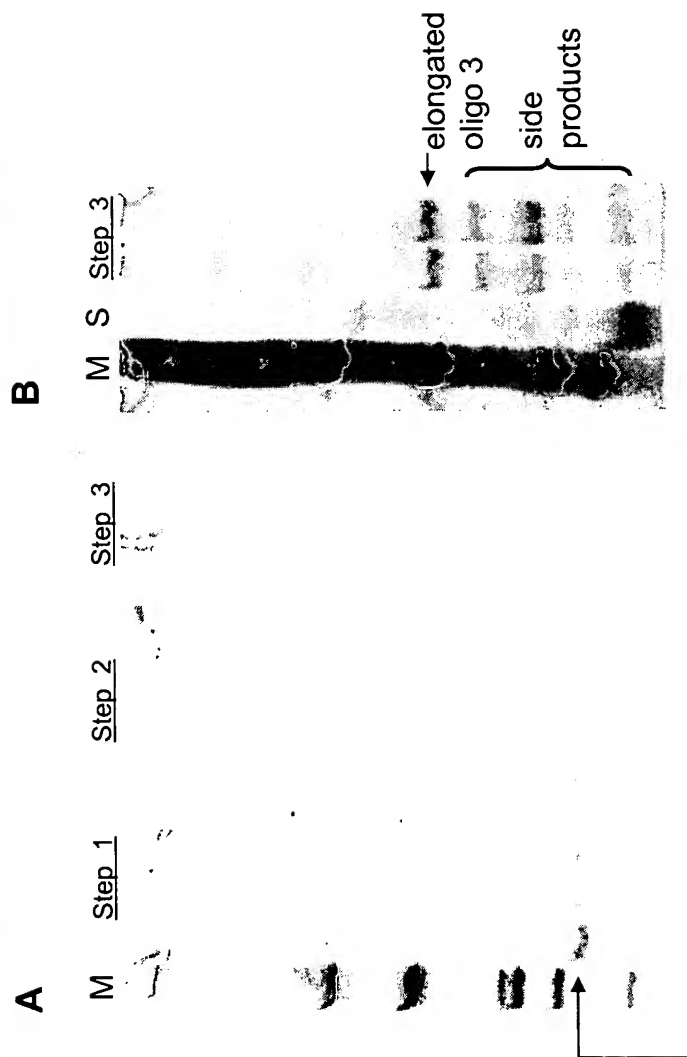 A
M
Step 1
Step 2
Step 3
B
M
S
Step 3
elongated
oligo 3
side
products